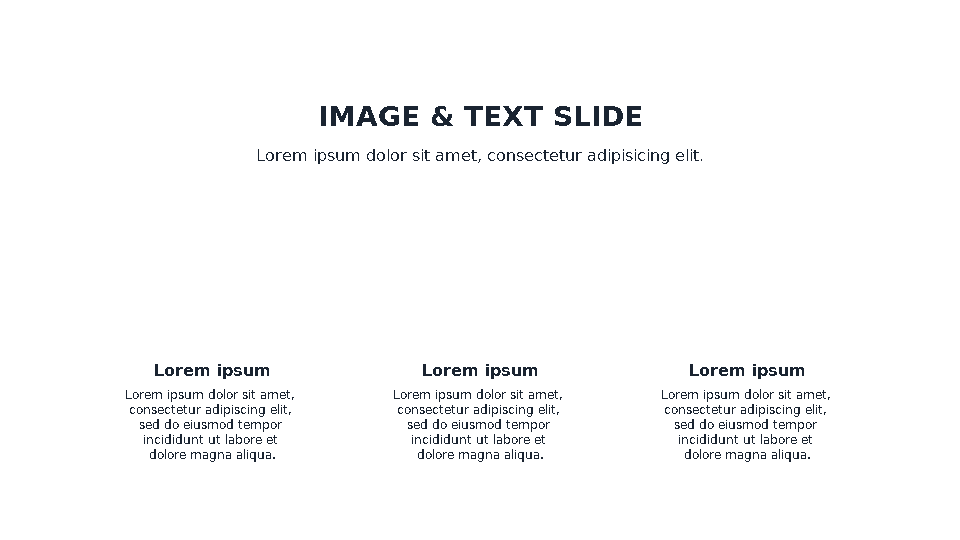 IMAGE & TEXT SLIDE
Lorem ipsum dolor sit amet, consectetur adipisicing elit.
Lorem ipsum
Lorem ipsum dolor sit amet,
consectetur adipiscing elit,
sed do eiusmod tempor
incididunt ut labore et
dolore magna aliqua.
Lorem ipsum
Lorem ipsum dolor sit amet,
consectetur adipiscing elit,
sed do eiusmod tempor
incididunt ut labore et
dolore magna aliqua.
Lorem ipsum
Lorem ipsum dolor sit amet,
consectetur adipiscing elit,
sed do eiusmod tempor
incididunt ut labore et
dolore magna aliqua.